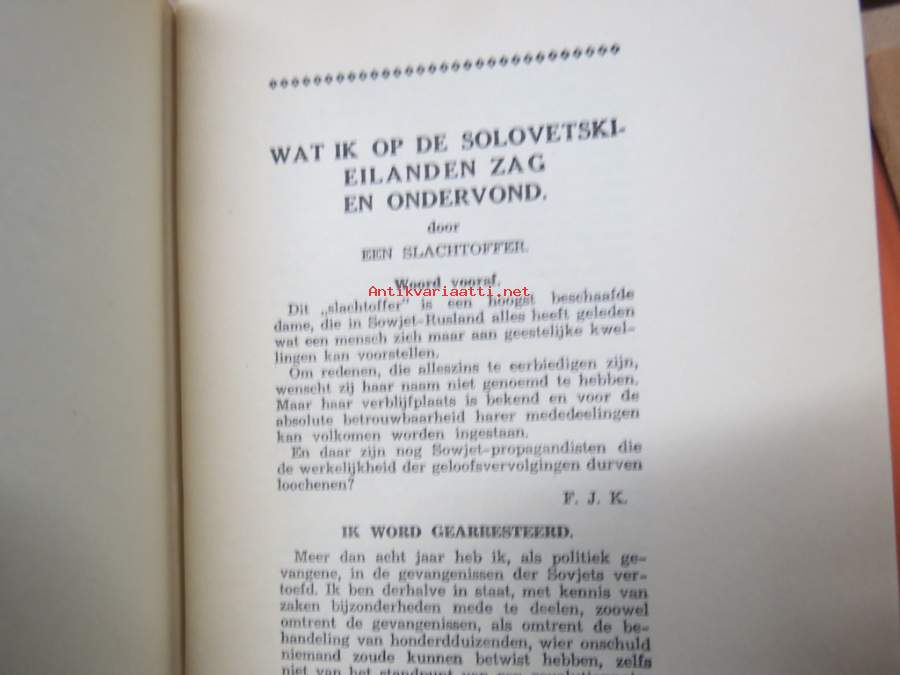 WAT IK OP DE SOLOVETSKI-
EILANDEN ZAG
EN ONDERVOND.
door
EEN SLACHTOFFER.
Woord vooraf.
Antikvariaatti.net
Dit „slachtoffer" is een hoogst beschaafde
dame, die in Sowjet-Rusland alles heeft geleden
wat een mensch zich maar aan geestelijke kwel-
lingen kan voorstellen.
Om redenen, die alleszins te eerbiedigen zijn,
wenscht zij haar naam niet genoemd te hebben.
Maar haar verblijfplaats is bekend en voor de
absolute betrouwbaarheid harer mededeelingen
kan volkomen worden ingestaan.
En daar zijn nog Sowjet-propagandisten die
de werkelijkheid der geloofsvervolgingen durven
loochenen?
F. J. K.
IK WORD GEARRESTEERD.
Meer dan acht jaar heb ik, als politiek ge-
vangene, in de gevangenissen der Sovjets ver-
toefd. Ik ben derhalve in staat, met kennis van
zaken bijzonderheden mede te deelen, zoowel
omtrent de gevangenissen, als omtrent de be-
handeling van honderdduizenden, wier onschuld
niemand zoude kunnen betwist hebben, zelfs
niet van het standpunt van een